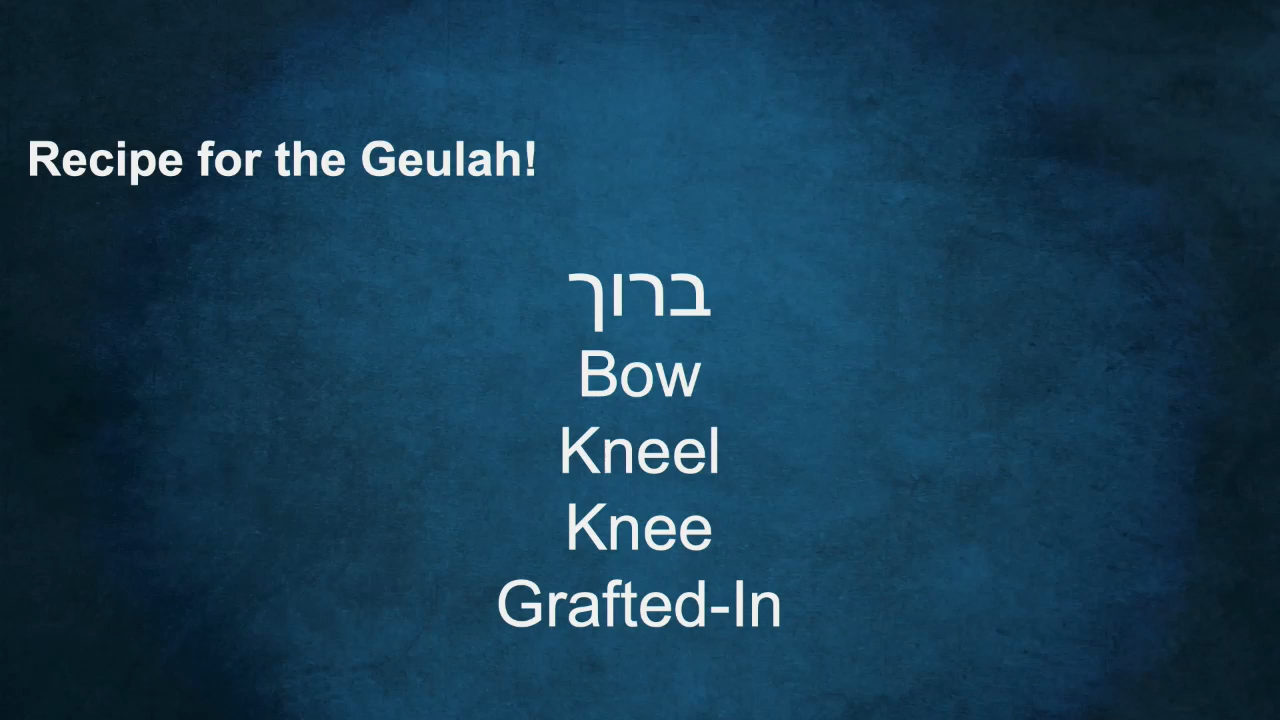 Recipe for the Geulah!
ברוך
Bow
Kneel
Knee
Grafted-In